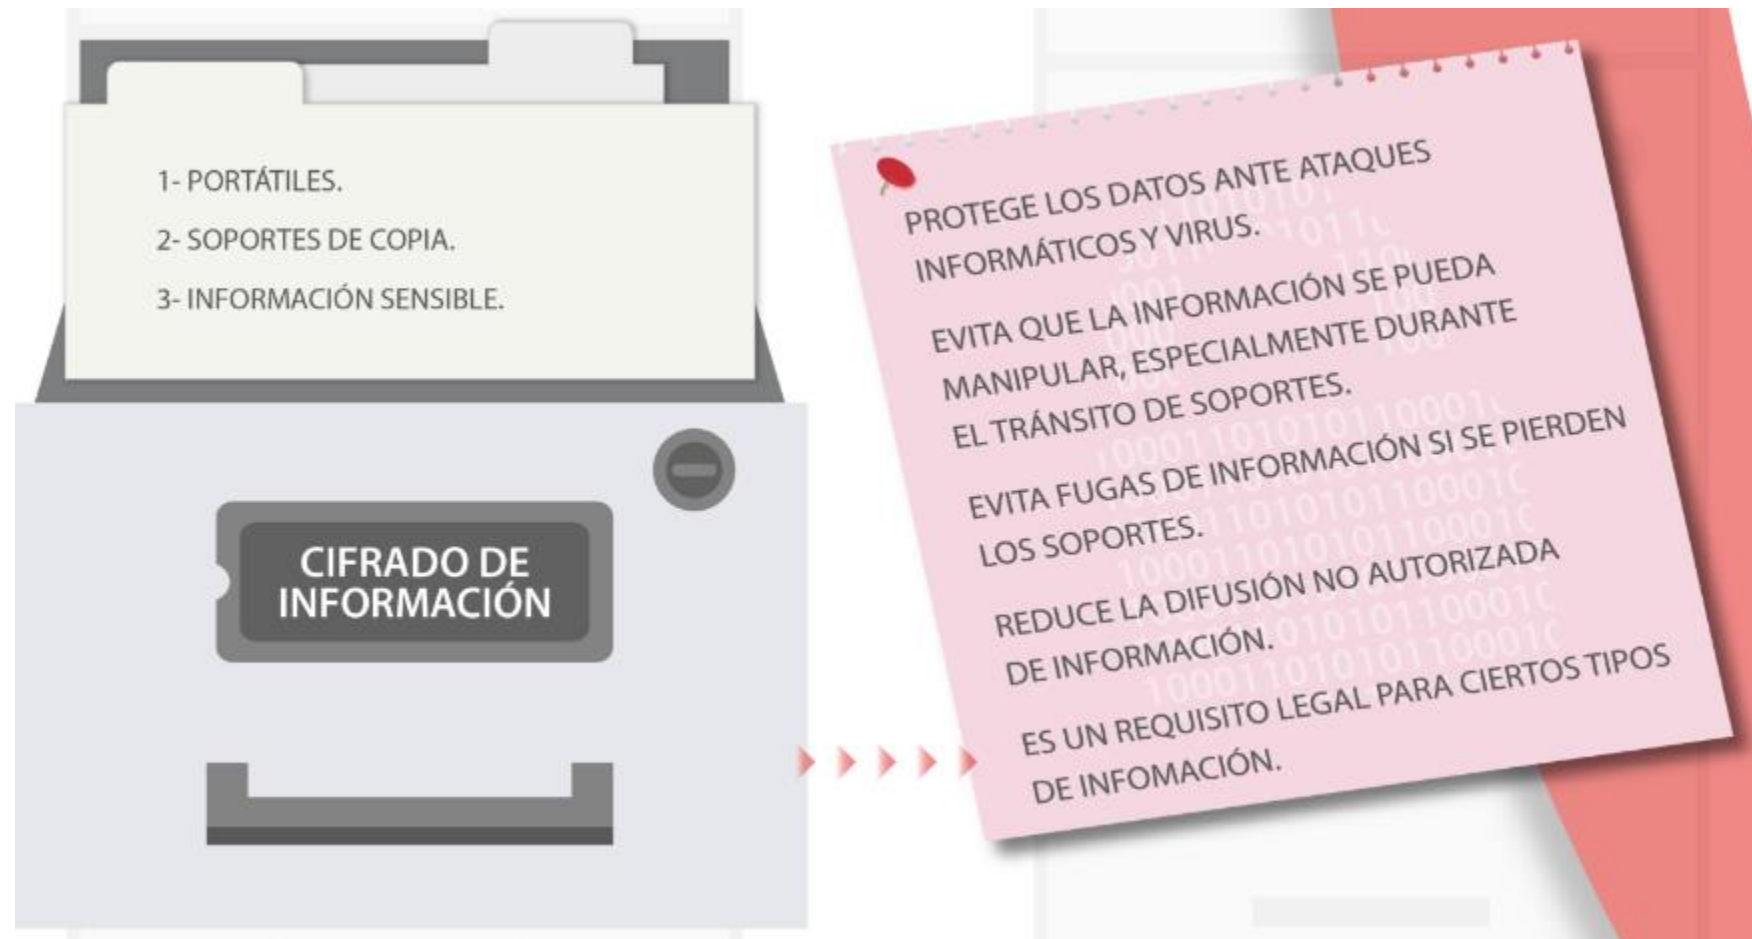 1- PORTÁTILES.
2- SOPORTES DE COPIA.
3- INFORMACIÓN SENSIBLE.
CIFRADO DE
INFORMACIÓN
PROTEGE LOS DATOS ANTE ATAQUES
INFORMÁTICOS Y VIRUS.
EVITA QUE LA INFORMACIÓN SE PUEDA
MANIPULAR, ESPECIALMENTE DURANTE
EL TRÁNSITO DE SOPORTES.
EVITA FUGAS DE INFORMACIÓN SI SE PIERDEN
LOS SOPORTES.
REDUCE LA DIFUSIÓN NO AUTORIZADA
DE INFORMACIÓN.
ES UN REQUISITO LEGAL PARA CIERTOS TIPOS
DE INFOMACIÓN.